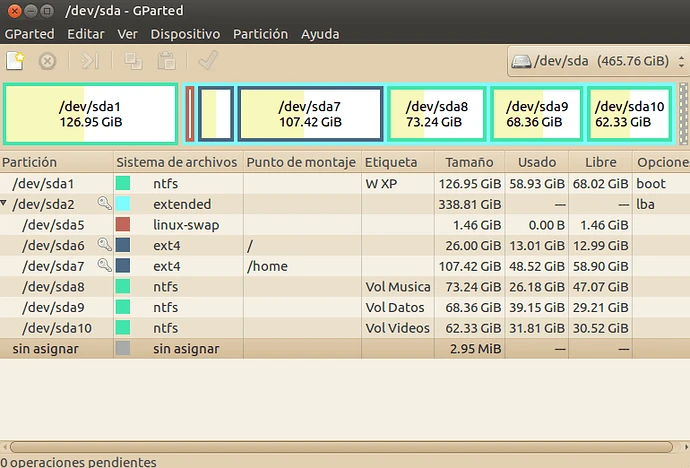 /dev/sda - GParted
GParted Editar Ver Dispositivo Partición Ayuda
/dev/sda (465.76 GiB)
/dev/sda1
126.95 GiB
/dev/sda7
107.42 GiB
/dev/sda8
73.24 GiB
/dev/sda9
68.36 GiB
/dev/sda10
62.33 GiB
Partición Sistema de archivos Punto de montaje Etiqueta Tamaño Usado Libre Opcione
/dev/sda1 ntfs W XP 126.95 GiB 58.93 GiB 68.02 GiB boot
/dev/sda2 extended 338.81 GiB — — lba
/dev/sda5 linux-swap 1.46 GiB 0.00 B 1.46 GiB
/dev/sda6 ext4 / 26.00 GiB 13.01 GiB 12.99 GiB
/dev/sda7 ext4 /home 107.42 GiB 48.52 GiB 58.90 GiB
/dev/sda8 ntfs Vol Musica 73.24 GiB 26.18 GiB 47.07 GiB
/dev/sda9 ntfs Vol Datos 68.36 GiB 39.15 GiB 29.21 GiB
/dev/sda10 ntfs Vol Videos 62.33 GiB 31.81 GiB 30.52 GiB
sin asignar sin asignar 2.95 MiB — —
0 operaciones pendientes